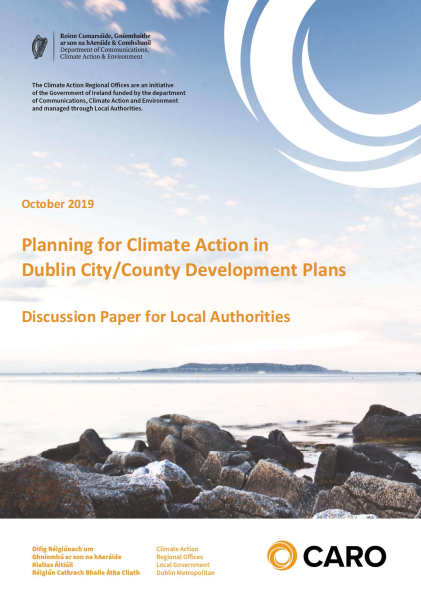 Roinn Cumarsáide, Gníomhaithe
ar son na hAeráide & Comhshaoil
Department of Communications,
Climate Action & Environment
The Climate Action Regional Offices are an initiative
of the Government of Ireland funded by the department
of Communications, Climate Action and Environment
and managed through Local Authorities.
October 2019
Planning for Climate Action in
Dublin City/County Development Plans
Discussion Paper for Local Authorities
Oifig Réigiúnach um
Ghníomhú ar son na hAeráide
Rialtas Áitiúil
Réigiún Cathrach Bhaile Átha Cliath
Climate Action
Regional Offices
Local Government
Dublin Metropolitan
CARO